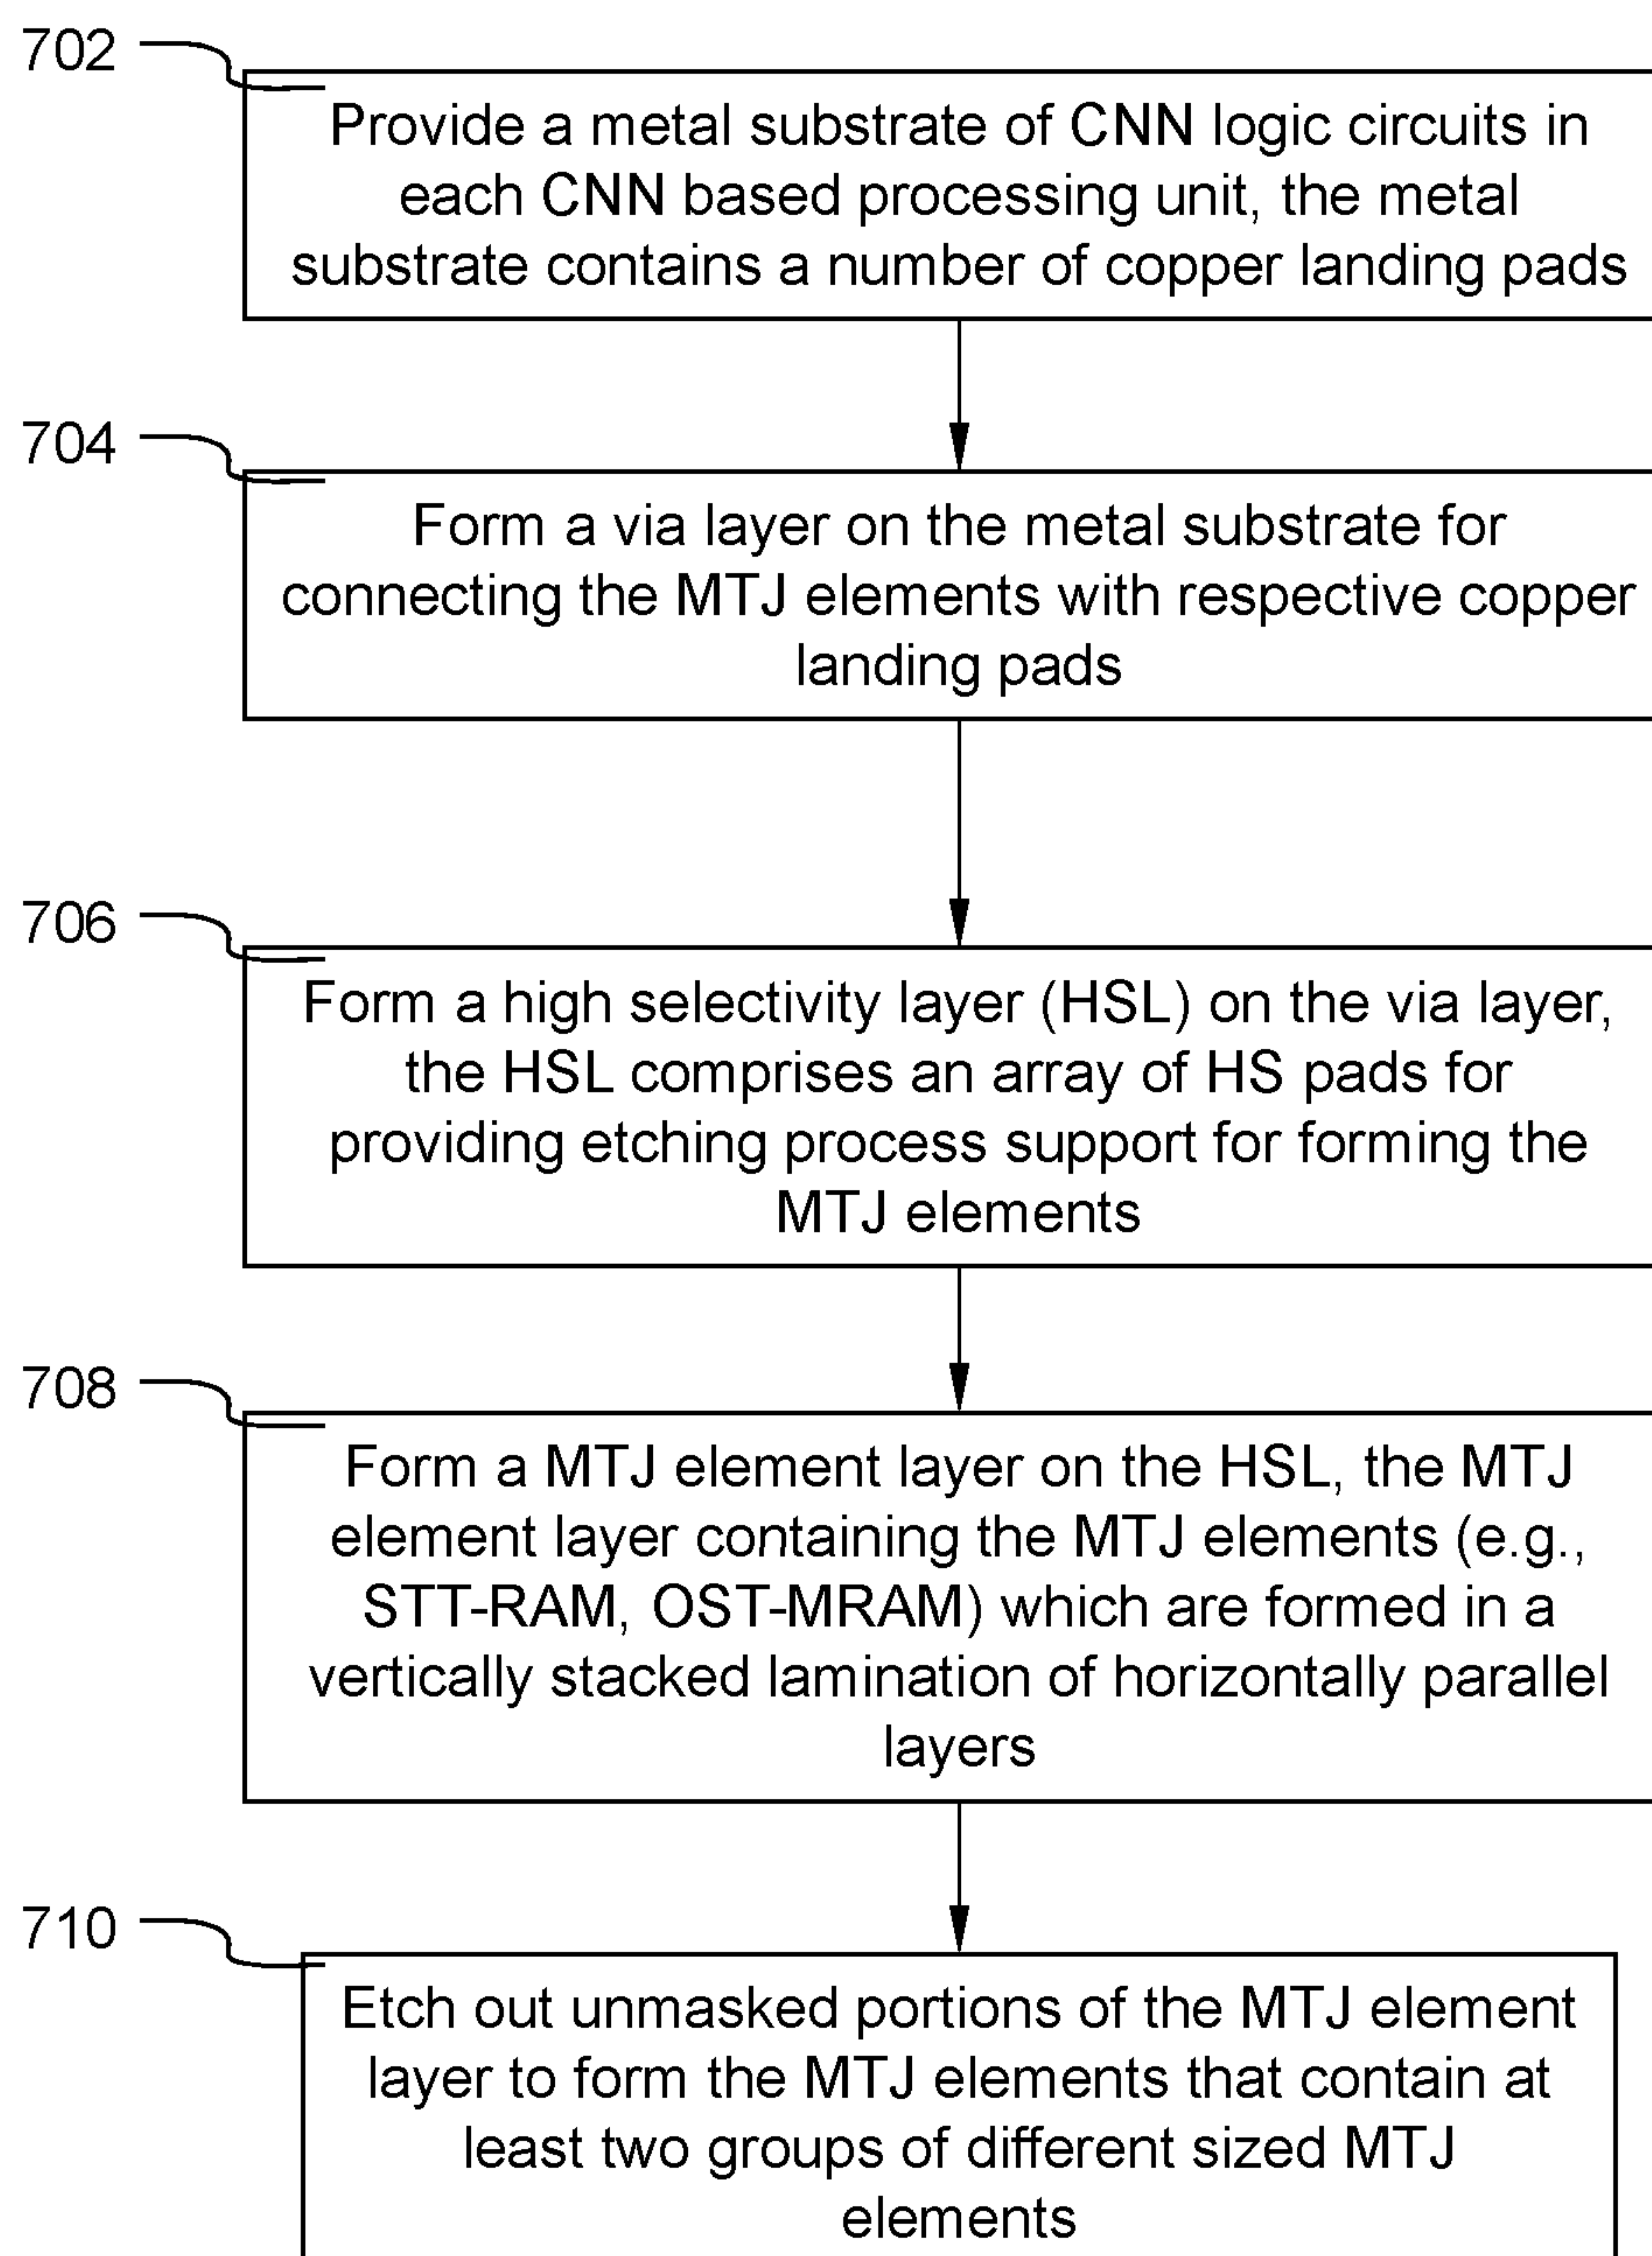 702
Provide a metal substrate of CNN logic circuits in
each CNN based processing unit, the metal
substrate contains a number of copper landing pads
704
Form a via layer on the metal substrate for
connecting the MTJ elements with respective copper
landing pads
706
Form a high selectivity layer (HSL) on the via layer,
the HSL comprises an array of HS pads for
providing etching process support for forming the
MTJ elements
708
Form a MTJ element layer on the HSL, the MTJ
element layer containing the MTJ elements (e.g.,
STT-RAM, OST-MRAM) which are formed in a
vertically stacked lamination of horizontally parallel
layers
710
Etch out unmasked portions of the MTJ element
layer to form the MTJ elements that contain at
least two groups of different sized MTJ
elements